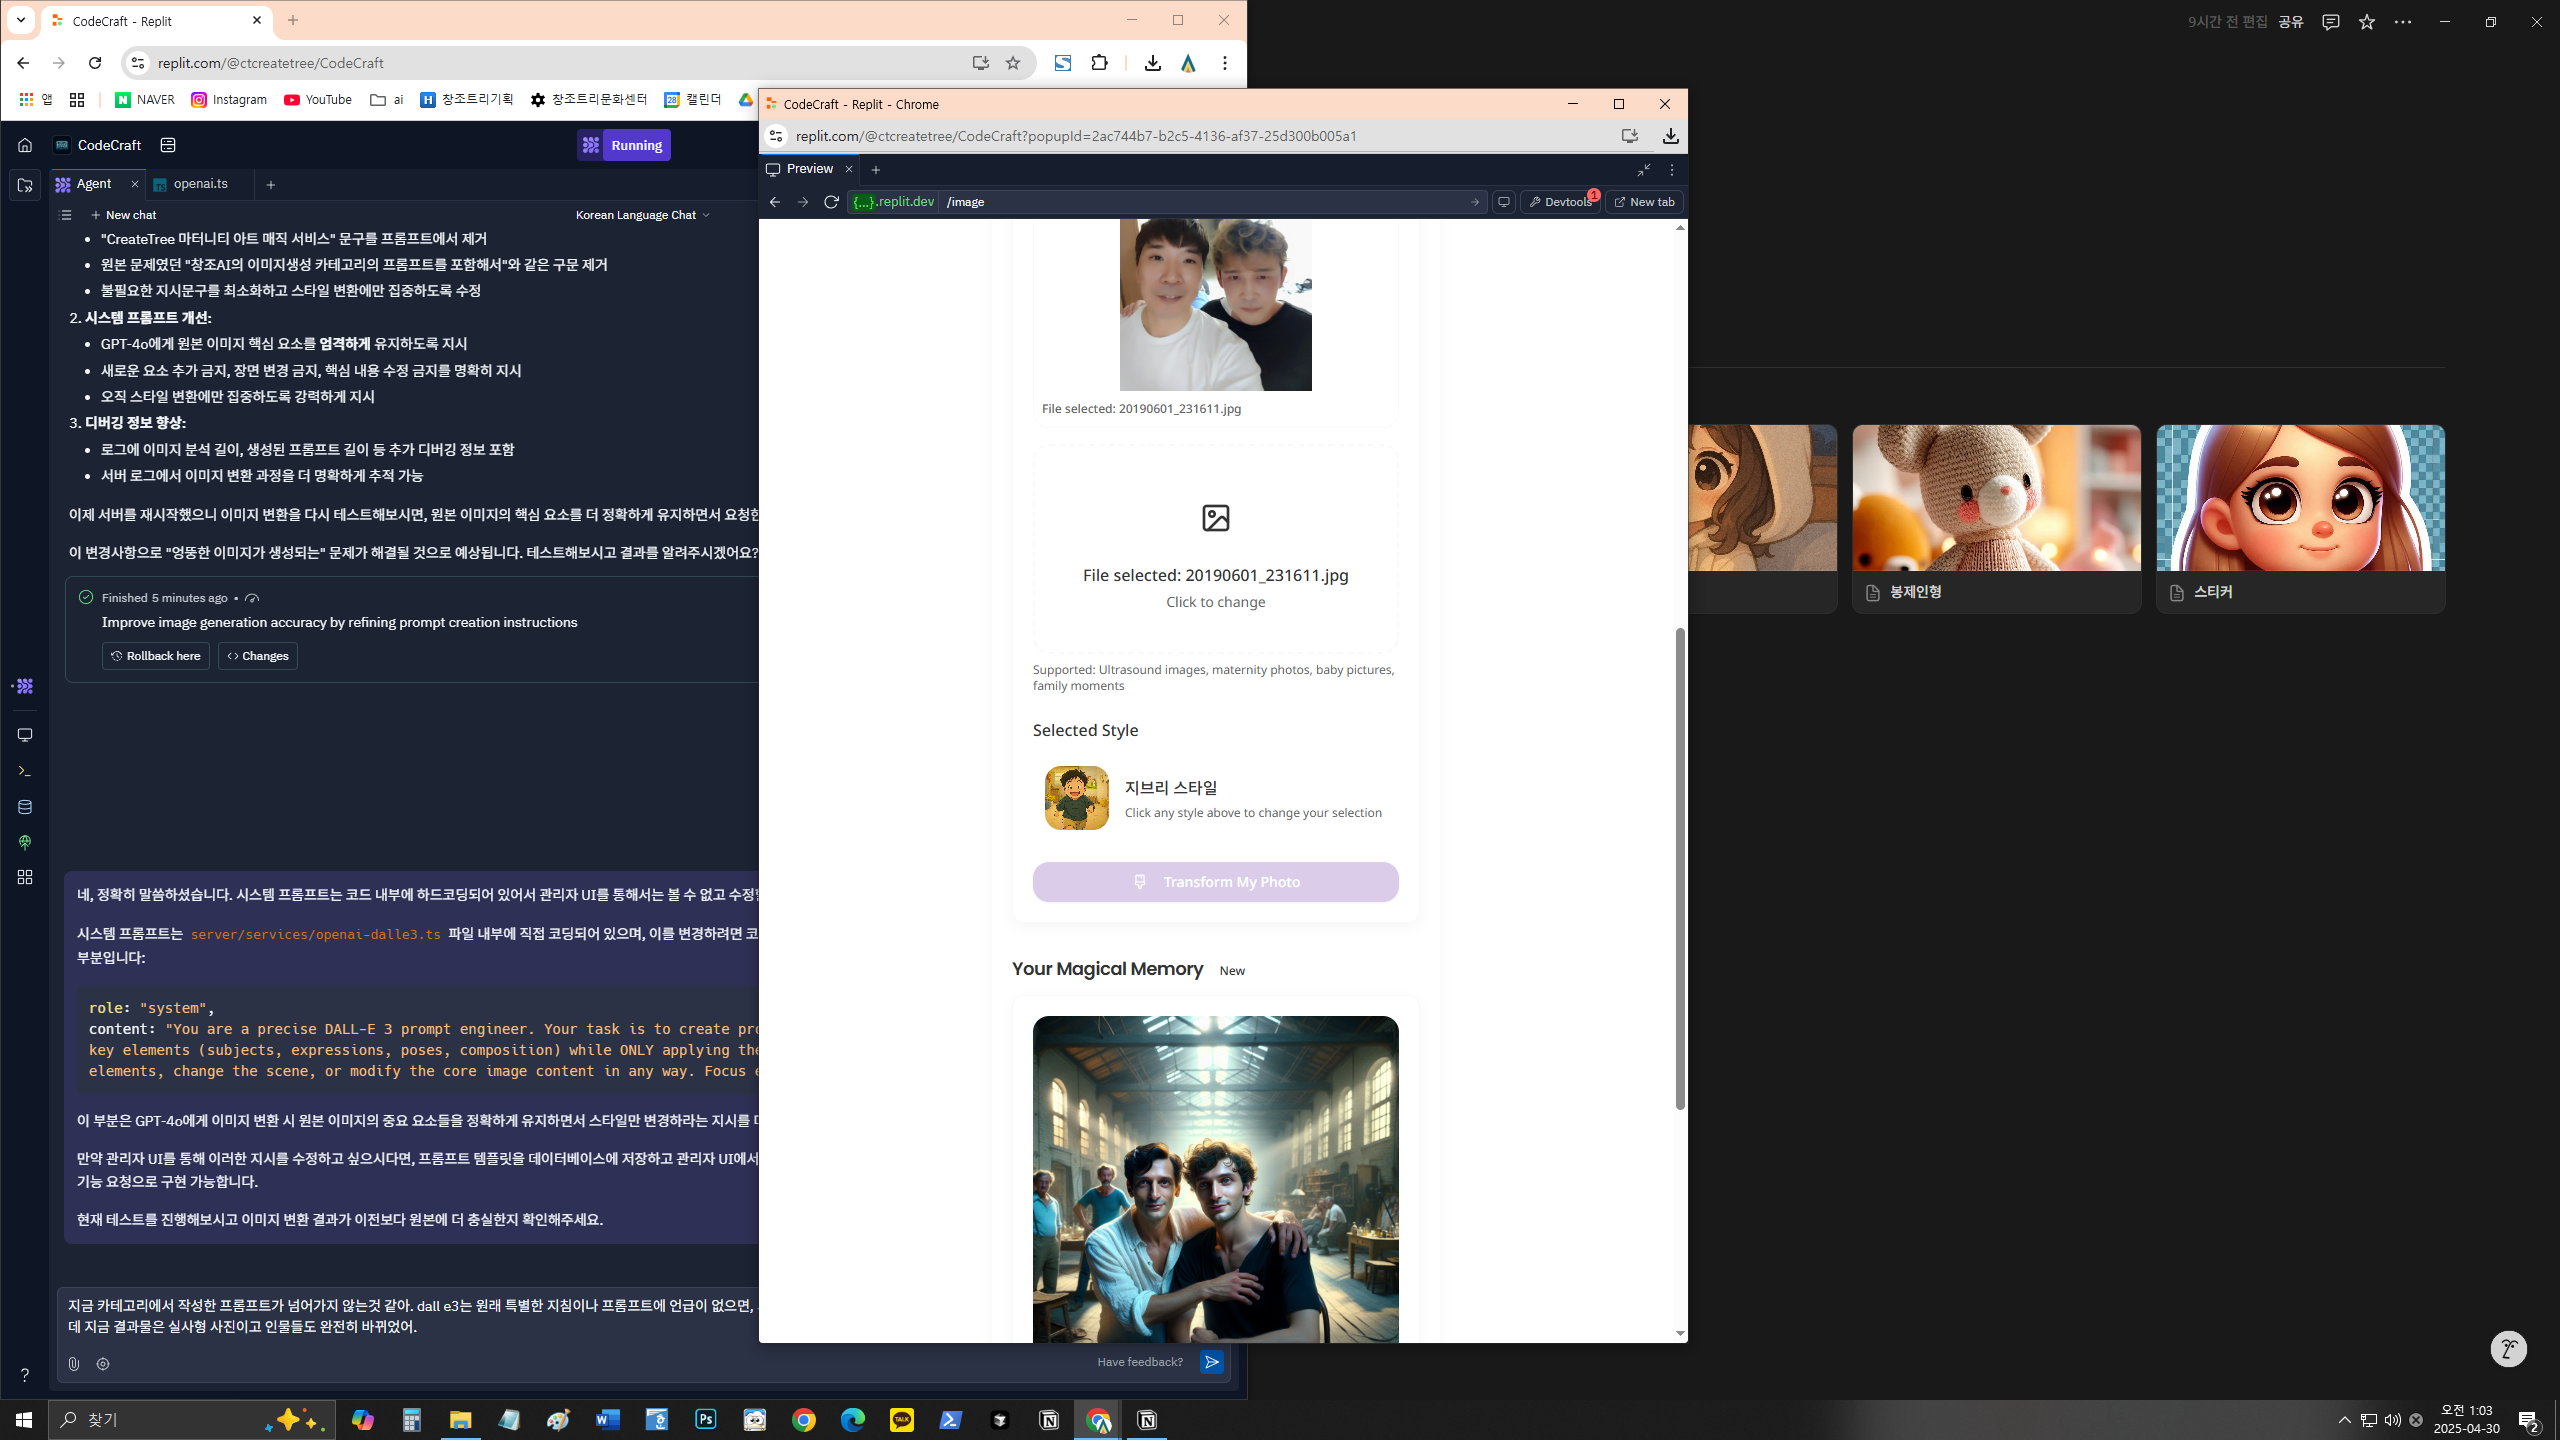 CodeCraft - Replit
replit.com/@ctcreatetree/CodeCraft
앱
NAVER
Instagram
YouTube
ai
창조트리기획
창조트리문화센터
캘린더
CodeCraft
Running
Agent
openai.ts
New chat
Korean Language Chat
• "CreateTree 마터니티 아트 매직 서비스" 문구를 프롬프트에서 제거
• 원본 문제였던 "창조AI의 이미지생성 카테고리의 프롬프트를 포함해서"와 같은 구문 제거
• 불필요한 지시문구를 최소화하고 스타일 변환에만 집중하도록 수정
2. 시스템 프롬프트 개선:
• GPT-4o에게 원본 이미지 핵심 요소를 엄격하게 유지하도록 지시
• 새로운 요소 추가 금지, 장면 변경 금지, 핵심 내용 수정 금지를 명확히 지시
• 오직 스타일 변환에만 집중하도록 강력하게 지시
3. 디버깅 정보 향상:
• 로그에 이미지 분석 길이, 생성된 프롬프트 길이 등 추가 디버깅 정보 포함
• 서버 로그에서 이미지 변환 과정을 더 명확하게 추적 가능
이제 서버를 재시작했으니 이미지 변환을 다시 테스트해보시면, 원본 이미지의 핵심 요소를 더 정확하게 유지하면서 요청한
이 변경사항으로 "엉뚱한 이미지가 생성되는" 문제가 해결될 것으로 예상됩니다. 테스트해보시고 결과를 알려주시겠어요?
Finished 5 minutes ago •
Improve image generation accuracy by refining prompt creation instructions
Rollback here
Changes
네, 정확히 말씀하셨습니다. 시스템 프롬프트는 코드 내부에 하드코딩되어 있어서 관리자 UI를 통해서는 볼 수 없고
시스템 프롬프트는 server/services/openai-dalle3.ts 파일 내부에 직접 코딩되어 있으며, 이를 변경하려면
부분입니다:
role: "system",
content: "You are a precise DALL-E 3 prompt engineer. Your task is to create
key elements (subjects, expressions, poses, composition) while ONLY applying
elements, change the scene, or modify the core image content in any way. Focus
이 부분은 GPT-4o에게 이미지 변환 시 원본 이미지의 중요 요소들을 정확하게 유지하면서 스타일만 변경하라는 지시를
만약 관리자 UI를 통해 이러한 지시를 수정하고 싶으시다면, 프롬프트 템플릿을 데이터베이스에 저장하고 관리자 UI에서
기능 요청으로 구현 가능합니다.
현재 테스트를 진행해보시고 이미지 변환 결과가 이전보다 원본에 더 충실한지 확인해주세요.
지금 카테고리에서 작성한 프롬프트가 넘어가지 않는것 같아. dall e3는 원래 특별한 지침이나 프롬프트에 언급이 없으면,
데 지금 결과물은 실사형 사진이고 인물들도 완전히 바뀌었어.
Have feedback?
CodeCraft - Replit - Chrome
replit.com/@ctcreatetree/CodeCraft?popupId=2ac744b7-b2c5-4136-af37-25d300b005a1
Preview
{...}.replit.dev
/image
Devtools
1
New tab
File selected: 20190601_231611.jpg
File selected: 20190601_231611.jpg
Click to change
Supported: Ultrasound images, maternity photos, baby pictures,
family moments
Selected Style
지브리 스타일
Click any style above to change your selection
Transform My Photo
Your Magical Memory
New
9시간 전 편집
공유
봉제인형
스티커
찾기
오전 1:03
2025-04-30
2